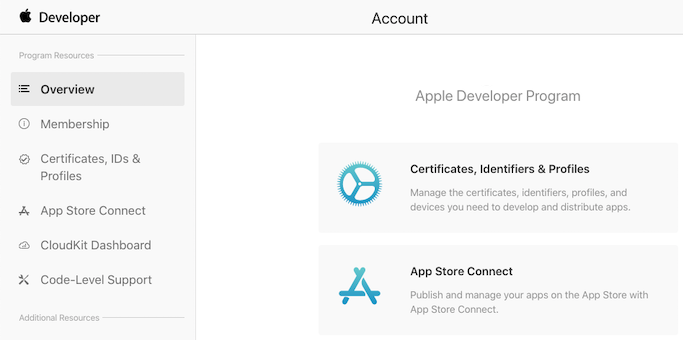 Developer
Account
Program Resources
Overview
Membership
Certificates, IDs &
Profiles
App Store Connect
CloudKit Dashboard
Code-Level Support
Additional Resources
Apple Developer Program
Certificates, Identifiers & Profiles
Manage the certificates, identifiers, profiles, and
devices you need to develop and distribute apps.
App Store Connect
Publish and manage your apps on the App Store with
App Store Connect.